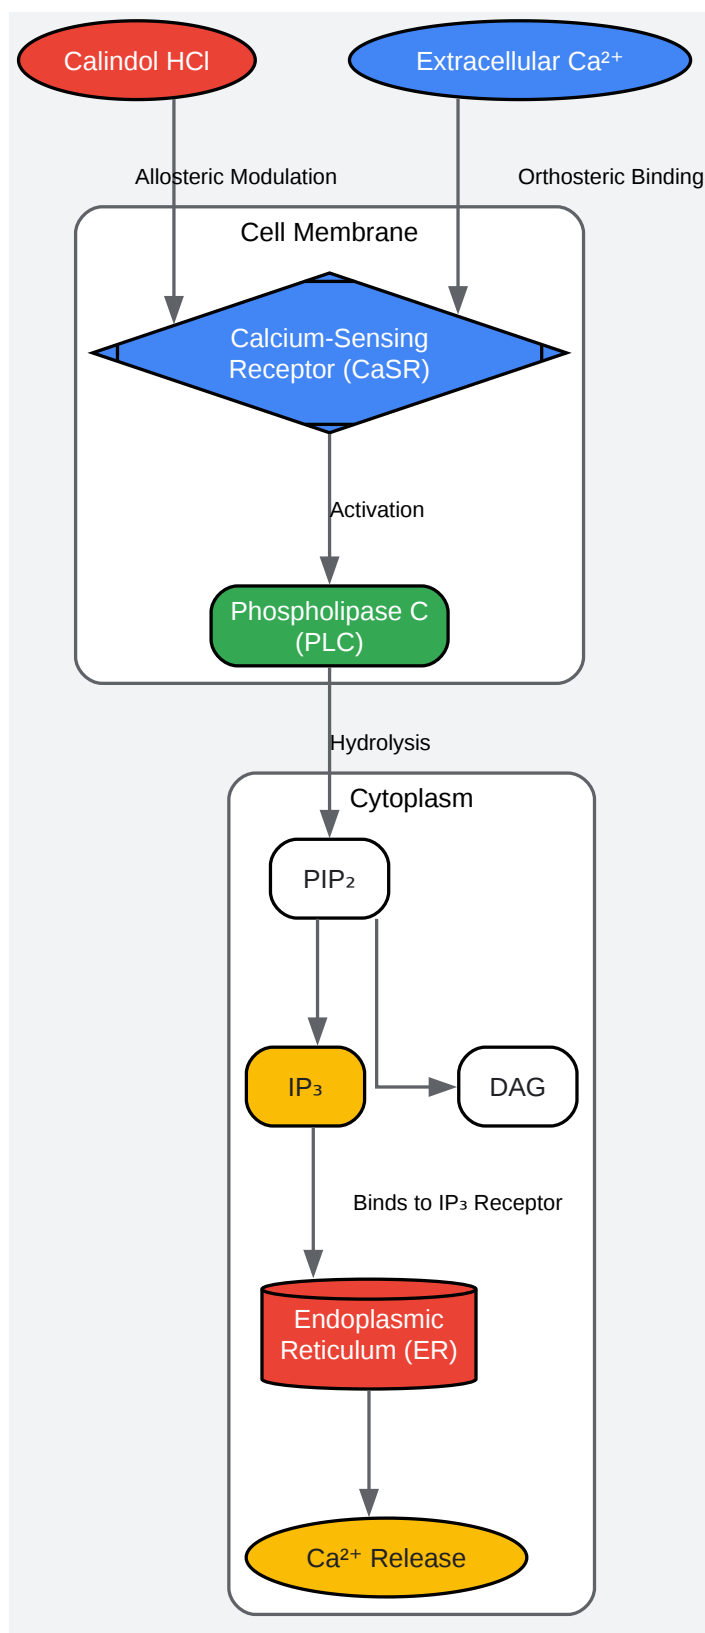 Calindol HCl
Extracellular Ca²⁺
Allosteric Modulation
Orthosteric Binding
Cell Membrane
Calcium-Sensing
Receptor (CaSR)
Activation
Phospholipase C
(PLC)
Hydrolysis
Cytoplasm
PIP₂
IP₃
DAG
Binds to IP₃ Receptor
Endoplasmic
Reticulum (ER)
Ca²⁺ Release